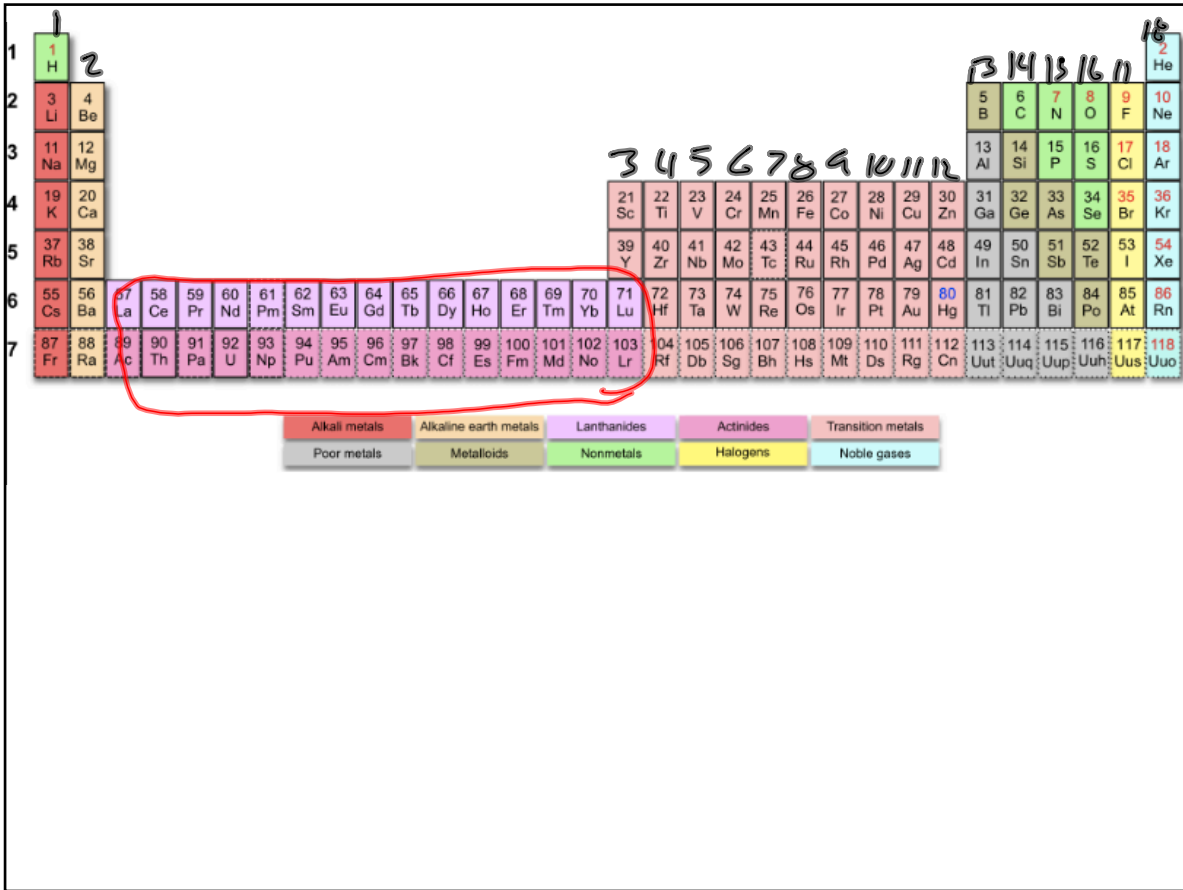 1 18
1 1 2 2
H He
13 14 15 16 17
2 3 4 5 6 7 8 9 10
Li Be B C N O F Ne
3 11 12 13 14 15 16 17 18
Na Mg Al Si P S Cl Ar
3 4 5 6 7 8 9 10 11 12
4 19 20 21 22 23 24 25 26 27 28 29 30 31 32 33 34 35 36
K Ca Sc Ti V Cr Mn Fe Co Ni Cu Zn Ga Ge As Se Br Kr
5 37 38 39 40 41 42 43 44 45 46 47 48 49 50 51 52 53 54
Rb Sr Y Zr Nb Mo Tc Ru Rh Pd Ag Cd In Sn Sb Te I Xe
6 55 56 57 58 59 60 61 62 63 64 65 66 67 68 69 70 71 72 73 74 75 76 77 78 79 80 81 82 83 84 85 86
Cs Ba La Ce Pr Nd Pm Sm Eu Gd Tb Dy Ho Er Tm Yb Lu Hf Ta W Re Os Ir Pt Au Hg Tl Pb Bi Po At Rn
7 87 88 89 90 91 92 93 94 95 96 97 98 99 100 101 102 103 104 105 106 107 108 109 110 111 112 113 114 115 116 117 118
Fr Ra Ac Th Pa U Np Pu Am Cm Bk Cf Es Fm Md No Lr Rf Db Sg Bh Hs Mt Ds Rg Cn Uut Uuq Uup Uuh Uus Uuo
Alkali metals Alkaline earth metals Lanthanides Actinides Transition metals
Poor metals Metalloids Nonmetals Halogens Noble gases